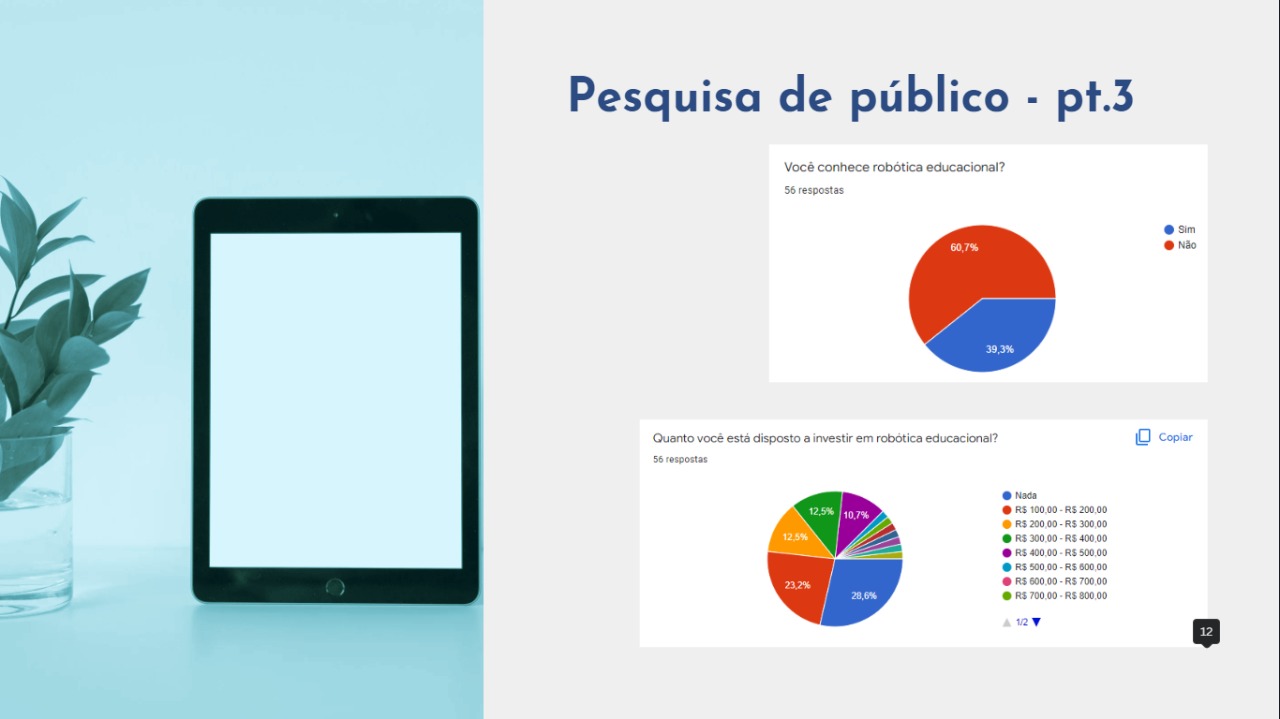 Pesquisa de público - pt.3
Você conhece robótica educacional?
56 respostas
Sim
Não
60,7%
39,3%
Quanto você está disposto a investir em robótica educacional?
Copiar
56 respostas
Nada
R$ 100,00 - R$ 200,00
R$ 200,00 - R$ 300,00
R$ 300,00 - R$ 400,00
R$ 400,00 - R$ 500,00
R$ 500,00 - R$ 600,00
R$ 600,00 - R$ 700,00
R$ 700,00 - R$ 800,00
1/2
12,5%
10,7%
12,5%
23,2%
28,6%
12